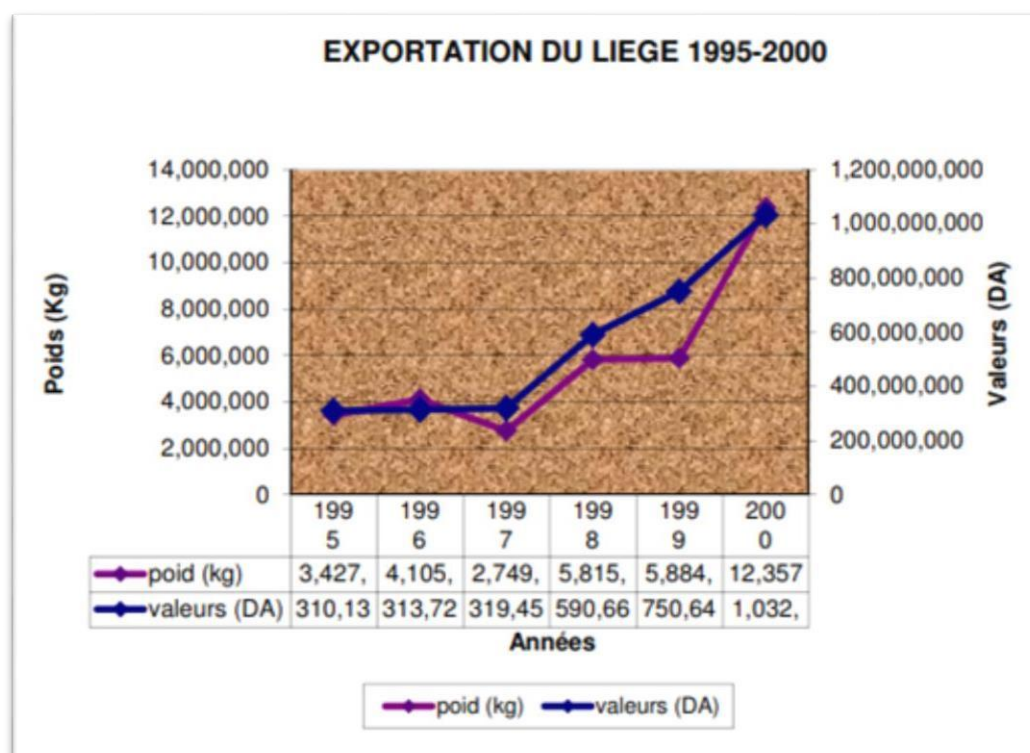 EXPORTATION DU LIEGE 1995-2000
14,000,000
12,000,000
10,000,000
8,000,000
6,000,000
4,000,000
2,000,000
0
Poids (Kg)
1,200,000,000
1,000,000,000
800,000,000
600,000,000
400,000,000
200,000,000
0
Valeurs (DA)
199 199 199 199 199 200
5 6 7 8 9 0
poid (kg) 3,427, 4,105, 2,749, 5,815, 5,884, 12,357
valeurs (DA) 310,13 313,72 319,45 590,66 750,64 1,032,
Années
poid (kg) valeurs (DA)